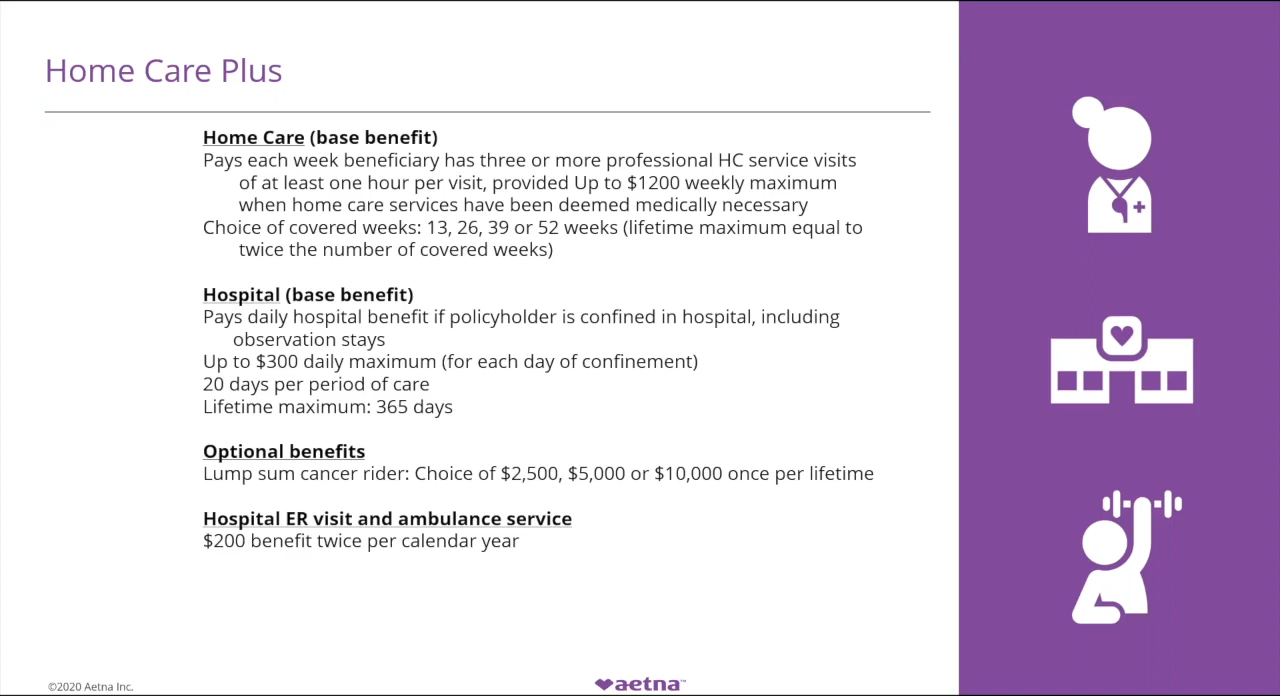 Home Care Plus
Home Care (base benefit)
Pays each week beneficiary has three or more professional HC service visits
of at least one hour per visit, provided Up to $1200 weekly maximum
when home care services have been deemed medically necessary
Choice of covered weeks: 13, 26, 39 or 52 weeks (lifetime maximum equal to
twice the number of covered weeks)
Hospital (base benefit)
Pays daily hospital benefit if policyholder is confined in hospital, including
observation stays
Up to $300 daily maximum (for each day of confinement)
20 days per period of care
Lifetime maximum: 365 days
Optional benefits
Lump sum cancer rider: Choice of $2,500, $5,000 or $10,000 once per lifetime
Hospital ER visit and ambulance service
$200 benefit twice per calendar year
©2020 Aetna Inc.
aetna™